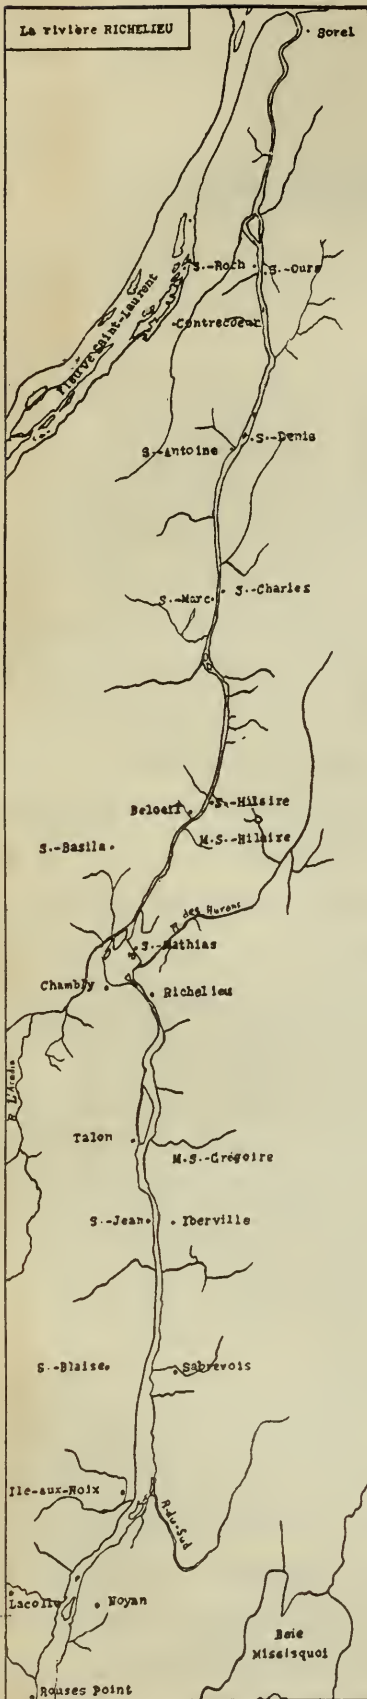 La rivière RICHELIEU
Sorel
S.-Roch
S.-Ours
Fleuve Saint-Laurent
Contrecoeur
S.-Denis
S.-Antoine
S.-Charles
S.-Marc
S.-Hilaire
Beloeil
M.S.-Hilaire
S.-Basile
R. des Hurons
S.-Mathias
Chambly
Richelieu
R. L'Acadie
Talon
M.S.-Grégoire
S.-Jean
Iberville
S.-Blaise
Sabrevois
Ile-aux-Noix
R-du-Sud
Lacolle
Noyan
Baie
Missisquoi
Rouses Point